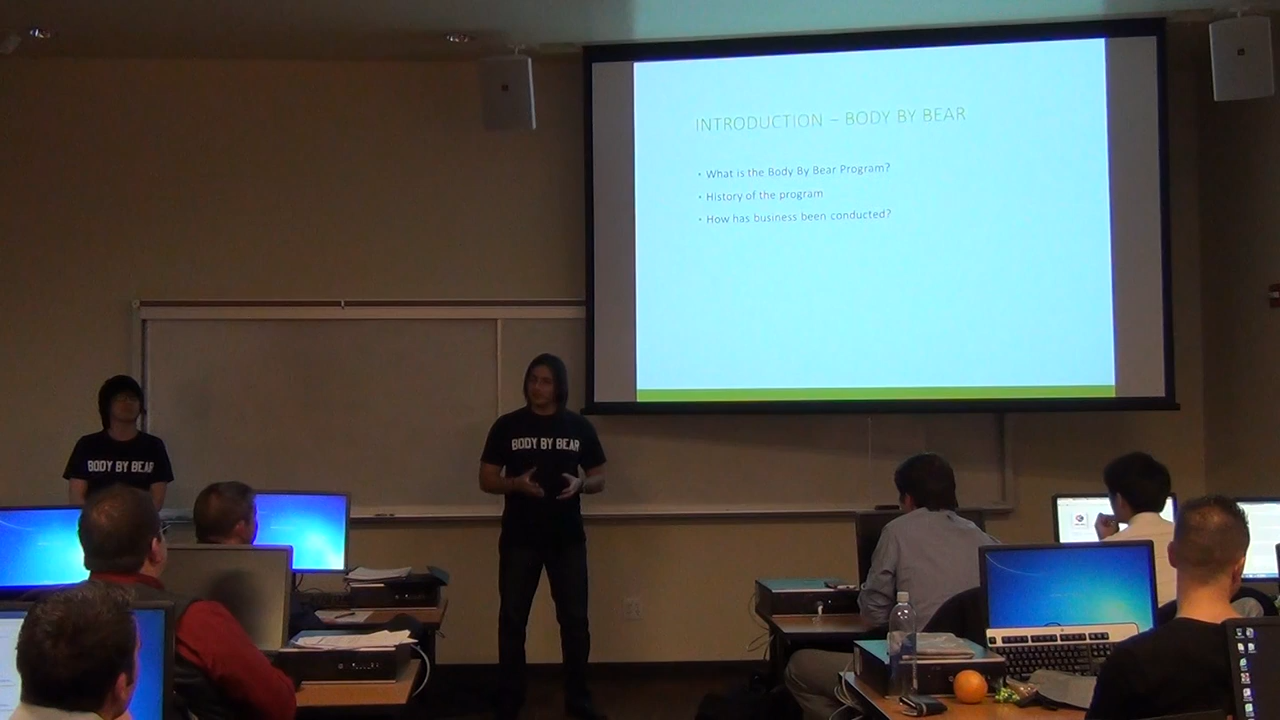 INTRODUCTION – BODY BY BEAR
• What is the Body By Bear Program?
• History of the program
• How has business been conducted?
BODY BY BEAR
BODY BY BEAR